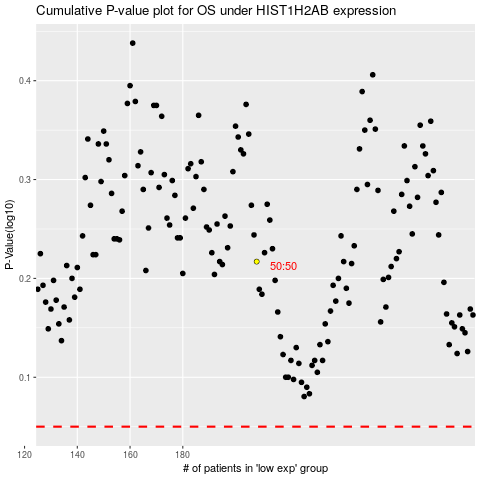 Cumulative P-value plot for OS under HIST1H2AB expression
P-Value(log10)
0.4
0.3
0.2
0.1
50:50
120 130 140 160 180
# of patients in 'low exp' group